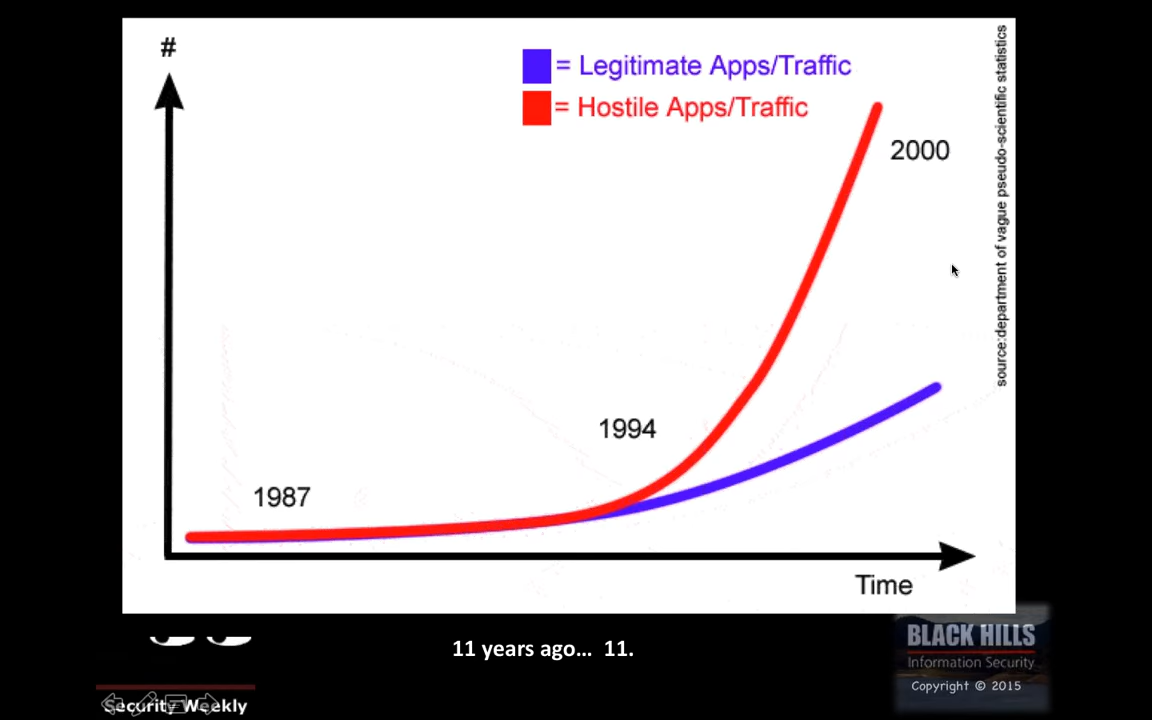 #
= Legitimate Apps/Traffic
= Hostile Apps/Traffic
source:department of vague pseudo-scientific statistics
2000
1994
1987
Time
11 years ago... 11.
BLACK HILLS
Information Security
Copyright © 2015
Security Weekly